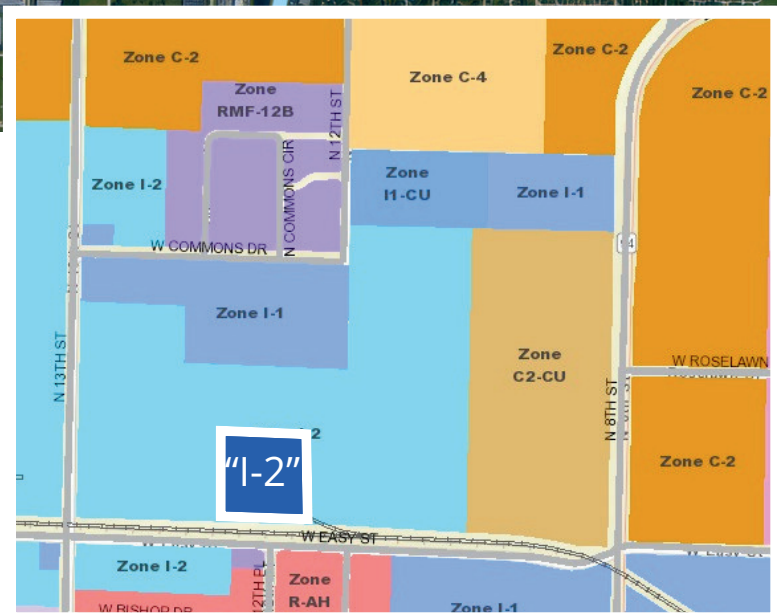 Zone C-2
Zone
RMF-12B
Zone C-4
Zone C-2
Zone C-2
N 12TH ST
N COMMONS CIR
Zone I-2
Zone
I1-CU
Zone I-1
W COMMONS DR
Zone I-1
N 13TH ST
Zone
C2-CU
W ROSELAWN
N 8TH ST
Zone C-2
"I-2"
W EASY ST
Zone I-2
12TH PL
Zone
R-AH
Zone I-1
W BISHOP DR